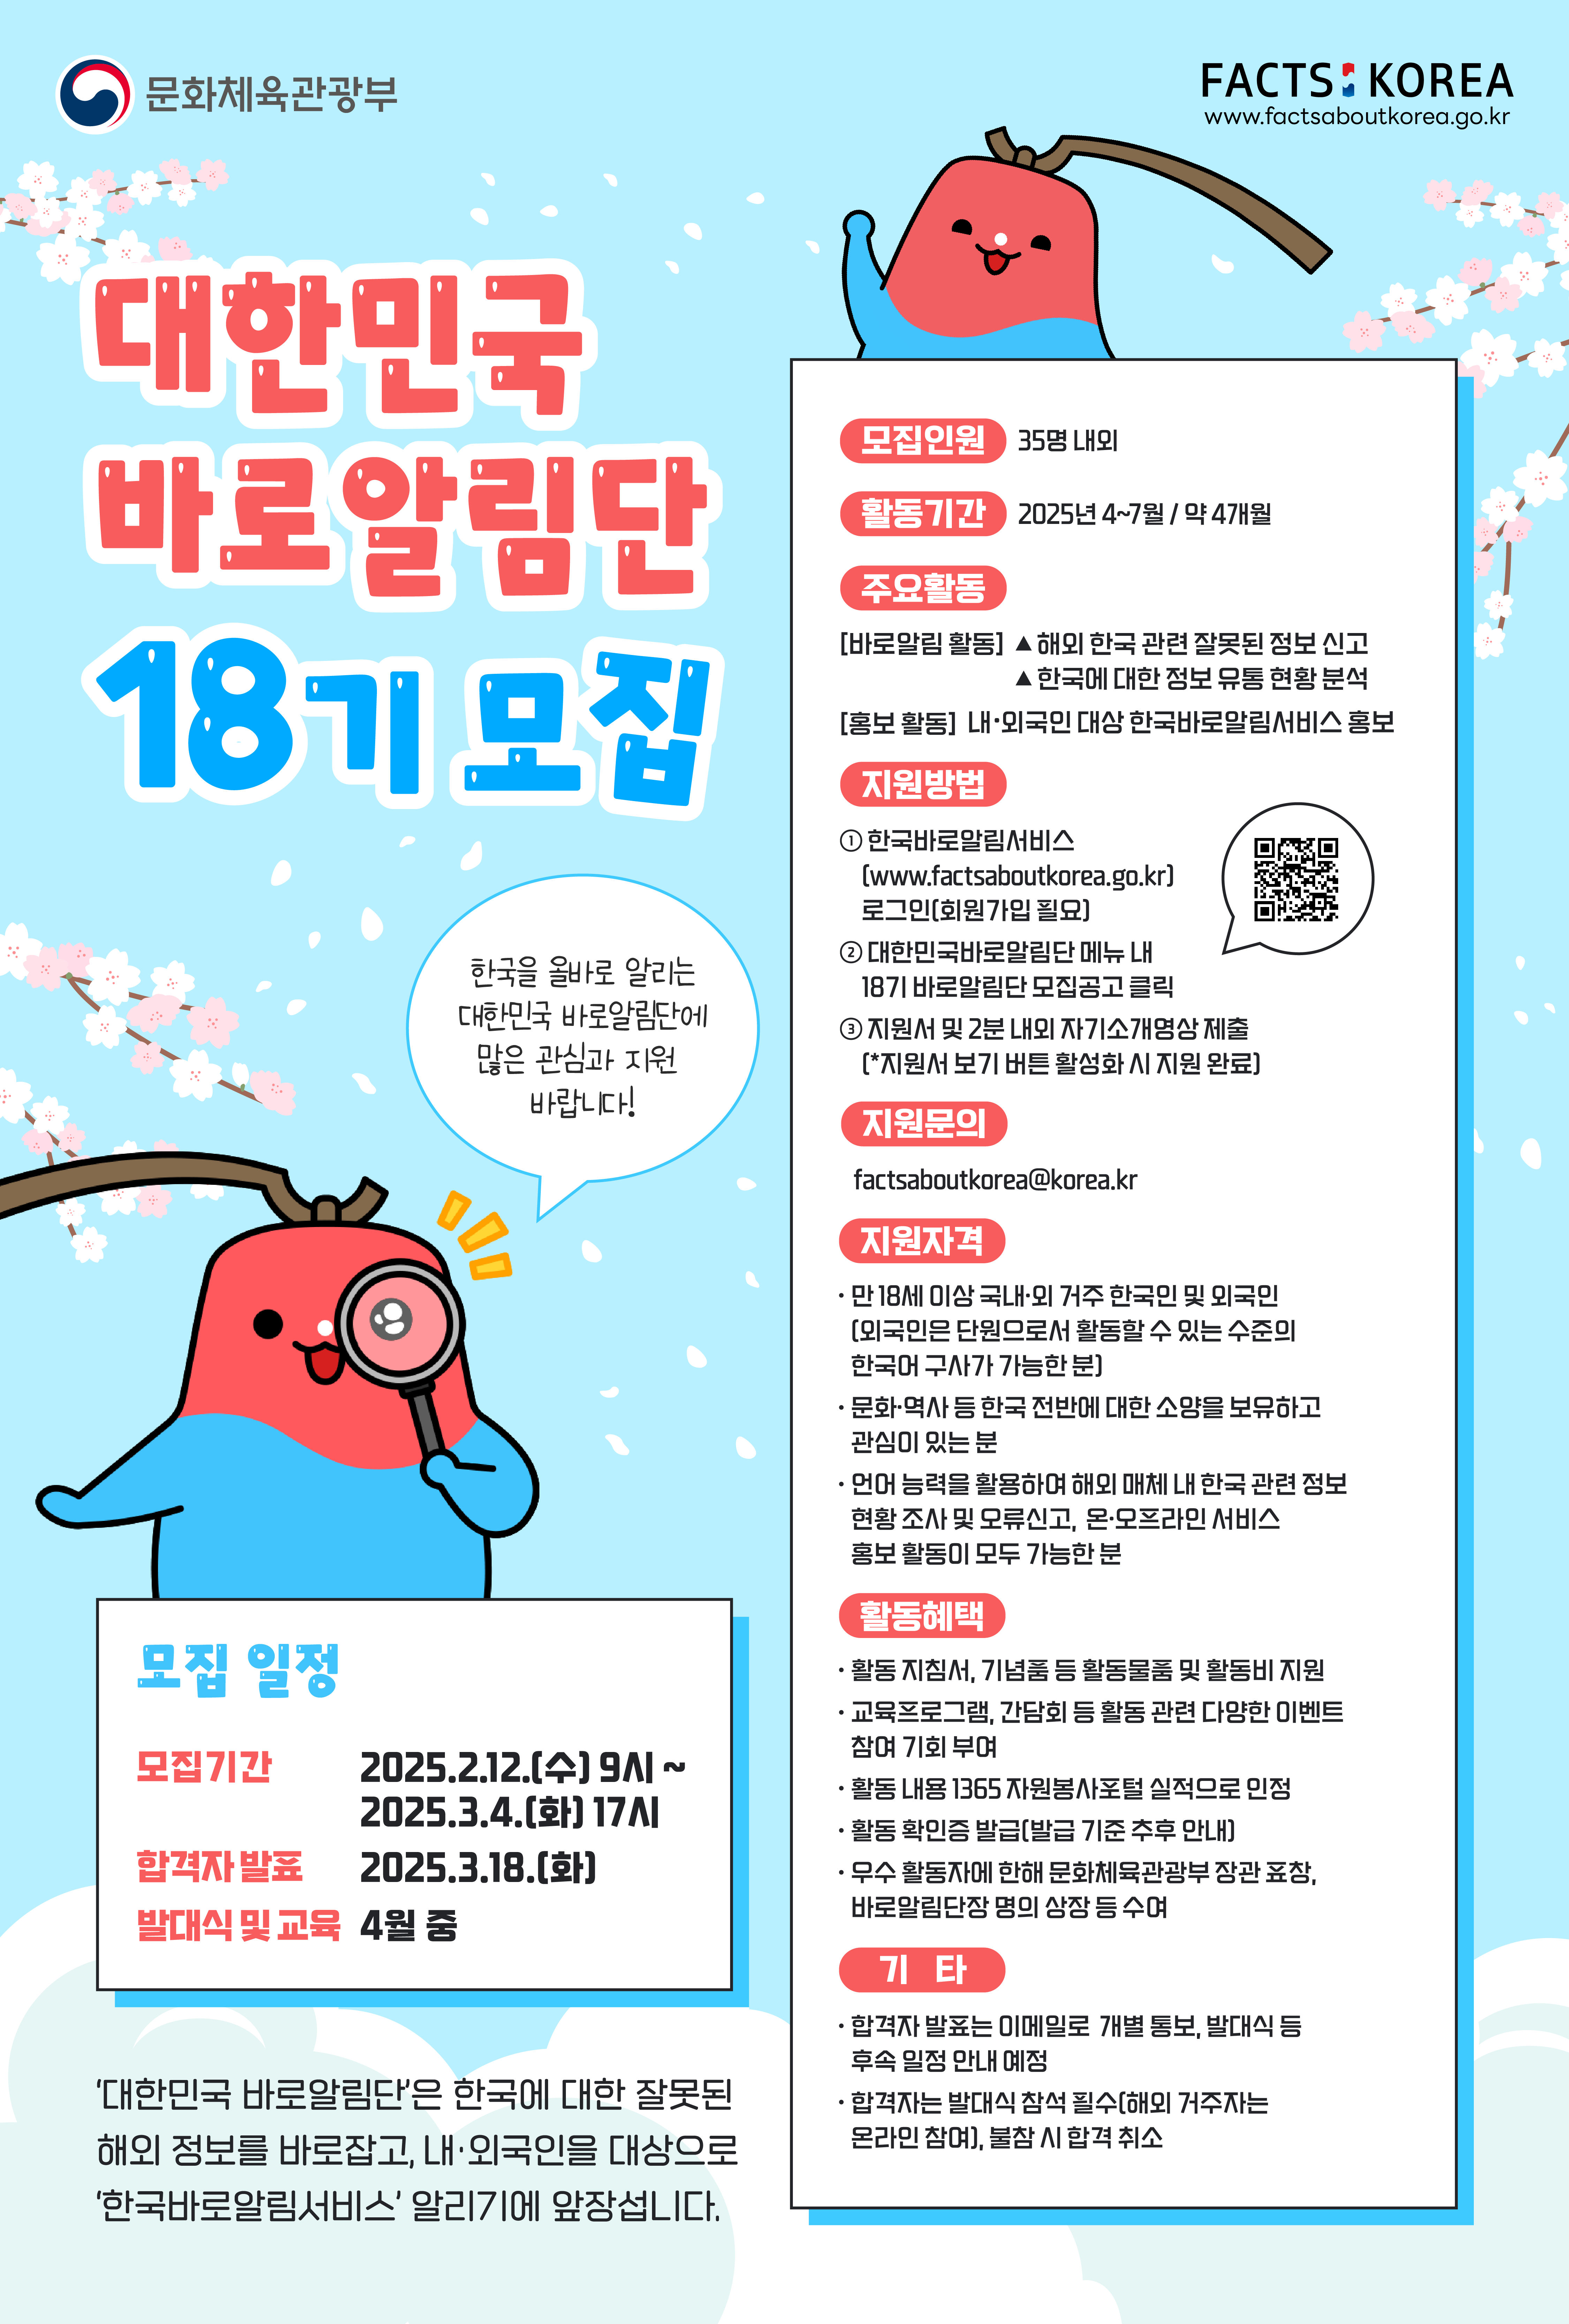 문화체육관광부
FACTS KOREA
www.factsaboutkorea.go.kr
대한민국
바로알림단
18기 모집
한국을 올바로 알리는
대한민국 바로알림단에
많은 관심과 지원
바랍니다!
모집 일정
모집기간 2025.2.12.(수) 9시 ~
2025.3.4.(화) 17시
합격자 발표 2025.3.18.(화)
발대식 및 교육 4월 중
'대한민국 바로알림단'은 한국에 대한 잘못된
해외 정보를 바로잡고, 내·외국인을 대상으로
'한국바로알림서비스' 알리기에 앞장섭니다.
모집인원 35명 내외
활동기간 2025년 4~7월 / 약 4개월
주요활동
[바로알림 활동] ▲ 해외 한국 관련 잘못된 정보 신고
▲ 한국에 대한 정보 유통 현황 분석
[홍보 활동] 내·외국인 대상 한국바로알림서비스 홍보
지원방법
① 한국바로알림서비스
(www.factsaboutkorea.go.kr)
로그인(회원가입 필요)
② 대한민국바로알림단 메뉴 내
18기 바로알림단 모집공고 클릭
③ 지원서 및 2분 내외 자기소개영상 제출
(*지원서 보기 버튼 활성화 시 지원 완료)
지원문의
factsaboutkorea@korea.kr
지원자격
· 만 18세 이상 국내·외 거주 한국인 및 외국인
(외국인은 단원으로서 활동할 수 있는 수준의
한국어 구사가 가능한 분)
· 문화·역사 등 한국 전반에 대한 소양을 보유하고
관심이 있는 분
· 언어 능력을 활용하여 해외 매체 내 한국 관련 정보
현황 조사 및 오류신고, 온·오프라인 서비스
홍보 활동이 모두 가능한 분
활동혜택
· 활동 지침서, 기념품 등 활동물품 및 활동비 지원
· 교육프로그램, 간담회 등 활동 관련 다양한 이벤트
참여 기회 부여
· 활동 내용 1365 자원봉사포털 실적으로 인정
· 활동 확인증 발급(발급 기준 추후 안내)
· 우수 활동자에 한해 문화체육관광부 장관 표창,
바로알림단장 명의 상장 등 수여
기 타
· 합격자 발표는 이메일로 개별 통보, 발대식 등
후속 일정 안내 예정
· 합격자는 발대식 참석 필수(해외 거주자는
온라인 참여), 불참 시 합격 취소